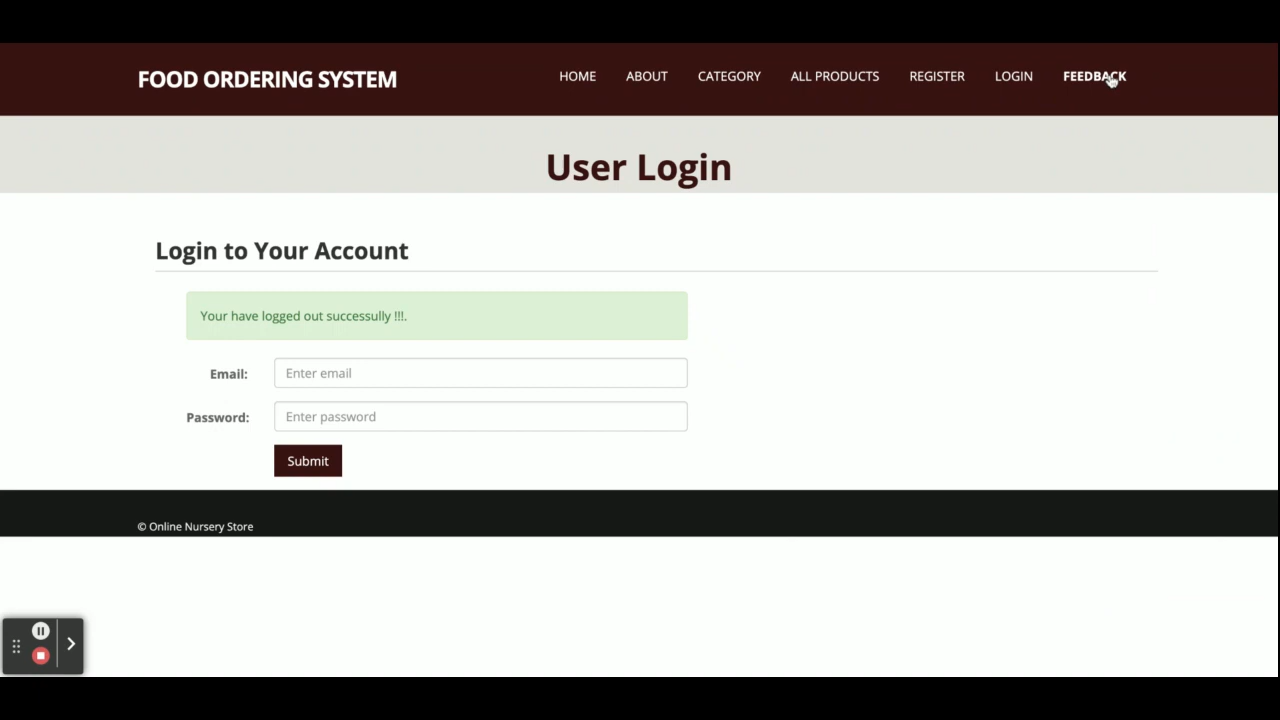 FOOD ORDERING SYSTEM HOME ABOUT CATEGORY ALL PRODUCTS REGISTER LOGIN FEEDBACK
User Login
Login to Your Account
Your have logged out successully !!!.
Email: Enter email
Password: Enter password
Submit
© Online Nursery Store